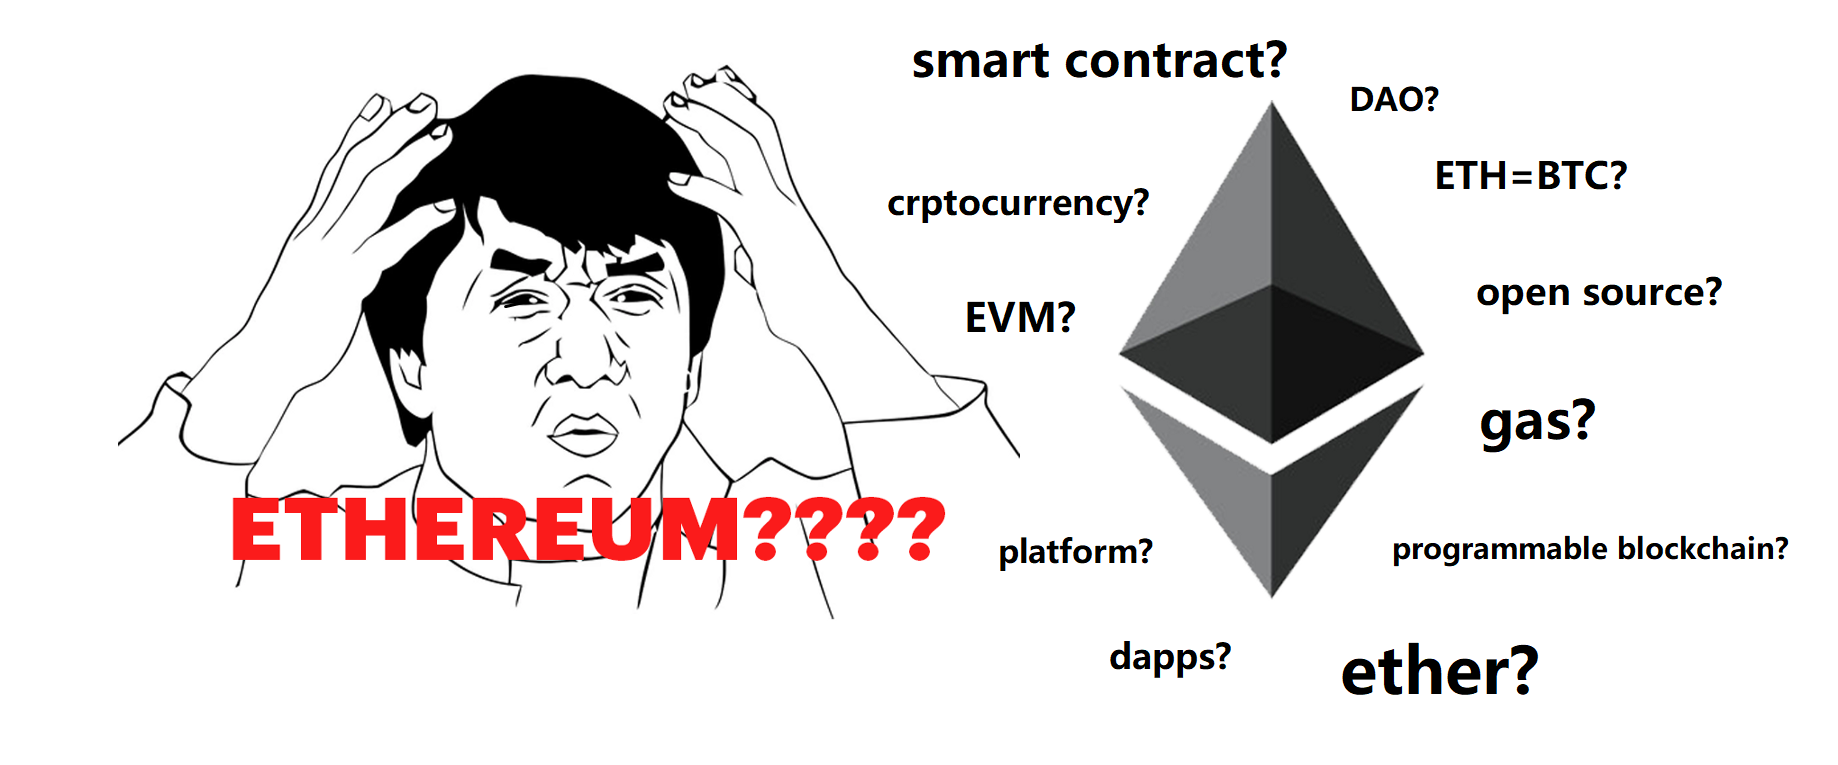 smart contract?
DAO?
ETH=BTC?
crptocurrency?
open source?
EVM?
gas?
ETHEREUM????
platform?
programmable blockchain?
dapps?
ether?